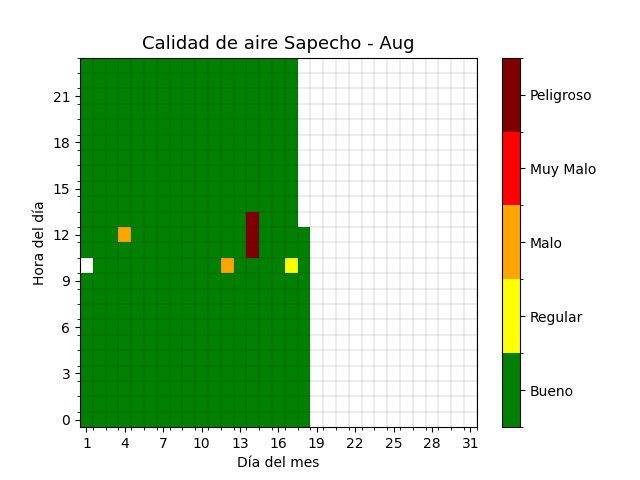 Calidad de aire Sapecho - Aug
Hora del día
21
18
15
12
9
6
3
0
1 4 7 10 13 16 19 22 25 28 31
Día del mes
Peligroso
Muy Malo
Malo
Regular
Bueno